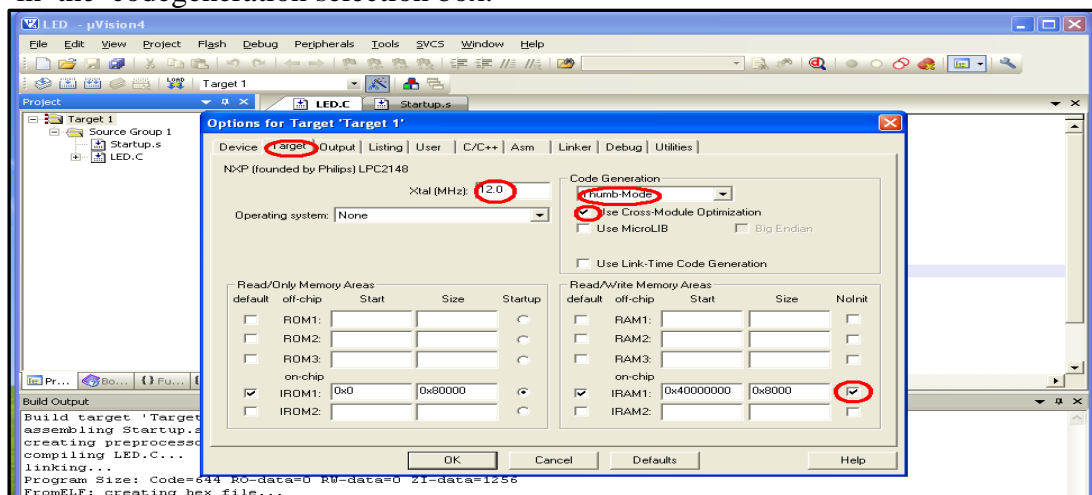 in the codegeneration selection box.
LED - µVision4
File Edit View Project Flash Debug Peripherals Tools SVCS Window Help
Target 1
Project
LED.C Startup.s
Target 1
Source Group 1
Startup.s
LED.C
Options for Target 'Target 1'
Device Target Output Listing User C/C++ Asm Linker Debug Utilities
NXP (founded by Philips) LPC2148
Xtal (MHz): 12.0
Operating system: None
Code Generation
Thumb-Mode
Use Cross-Module Optimization
Use MicroLIB Big Endian
Use Link-Time Code Generation
Read/Only Memory Areas
default off-chip Start Size Startup
ROM1:
ROM2:
ROM3:
on-chip
IROM1: 0x0 0x80000
IROM2:
Read/Write Memory Areas
default off-chip Start Size NoInit
RAM1:
RAM2:
RAM3:
on-chip
IRAM1: 0x40000000 0x8000
IRAM2:
OK Cancel Defaults Help
Pr... Bo... {} Fu...
Build Output
Build target 'Target
assembling Startup.s
creating preprocesso
compiling LED.C...
linking...
Program Size: Code=644 RO-data=0 RW-data=0 ZI-data=1256
FromELF: creating hex file...